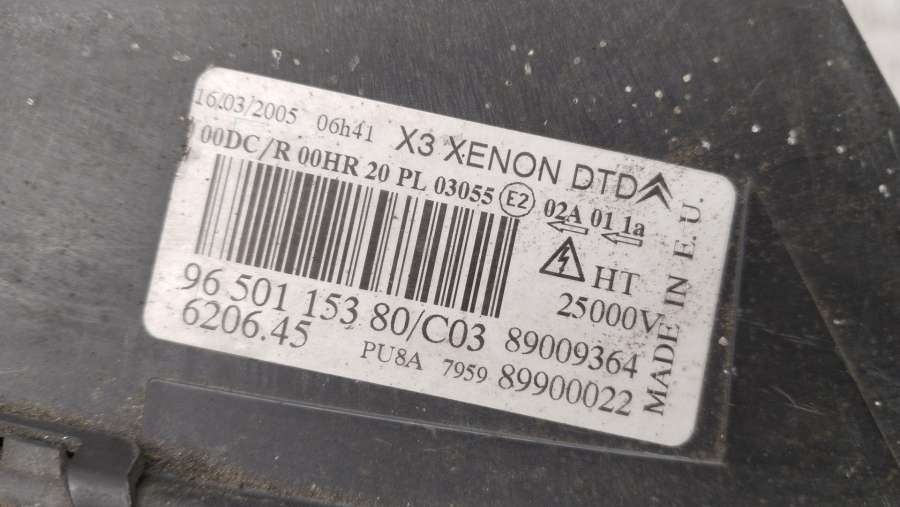 16/03/2005 06h41 X3 XENON DTD
00DC/R 00HR 20 PL 03055 E2 02A 01 1a
HT
25000V
96 501 153 80/C03 89009364
6206.45 PU8A 7959 89900022
MADE IN E.U.